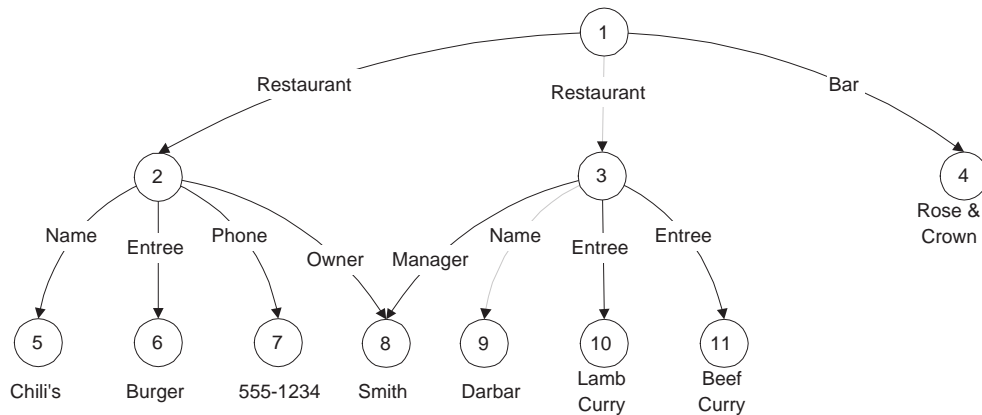 1
Restaurant
Restaurant
Bar
2
3
4
Rose &
Crown
Name
Entree
Phone
Owner
Manager
Name
Entree
Entree
5
6
7
8
9
10
11
Chili's
Burger
555-1234
Smith
Darbar
Lamb
Curry
Beef
Curry